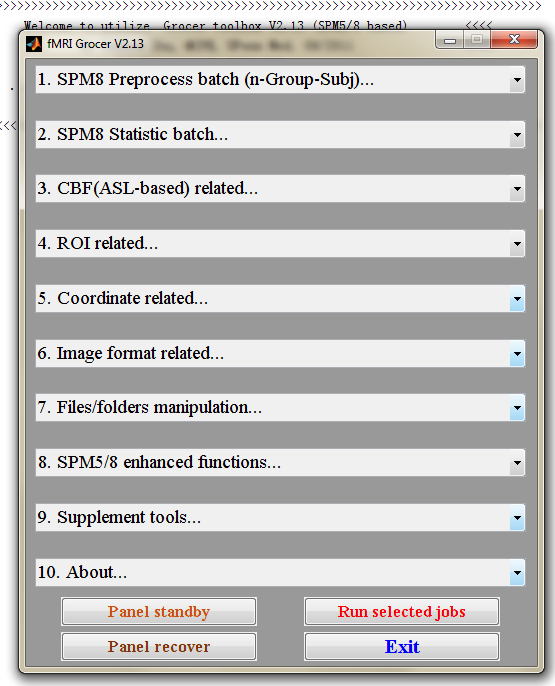 >>>>>>>>>>>>>>>>>>>>>>>>>>>>>>>>>>>>>>>>>>>>>>>>>>>>>>>>>>>>>>>>>>>>>>>>>>>>>
Welcome to utilize Grocer toolbox V2.13 (SPM5/8 based) <<<<
fMRI Grocer V2.13
1. SPM8 Preprocess batch (n-Group-Subj)...
<<<
2. SPM8 Statistic batch...
3. CBF(ASL-based) related...
4. ROI related...
5. Coordinate related...
6. Image format related...
7. Files/folders manipulation...
8. SPM5/8 enhanced functions...
9. Supplement tools...
10. About...
Panel standby Run selected jobs
Panel recover Exit